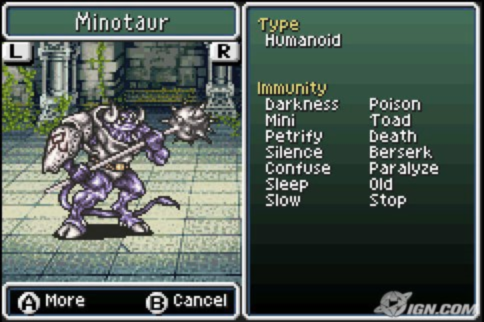 Minotaur
L R
A More B Cancel
Type
Humanoid
Immunity
Darkness Poison
Mini Toad
Petrify Death
Silence Berserk
Confuse Paralyze
Sleep Old
Slow Stop
IGN.COM